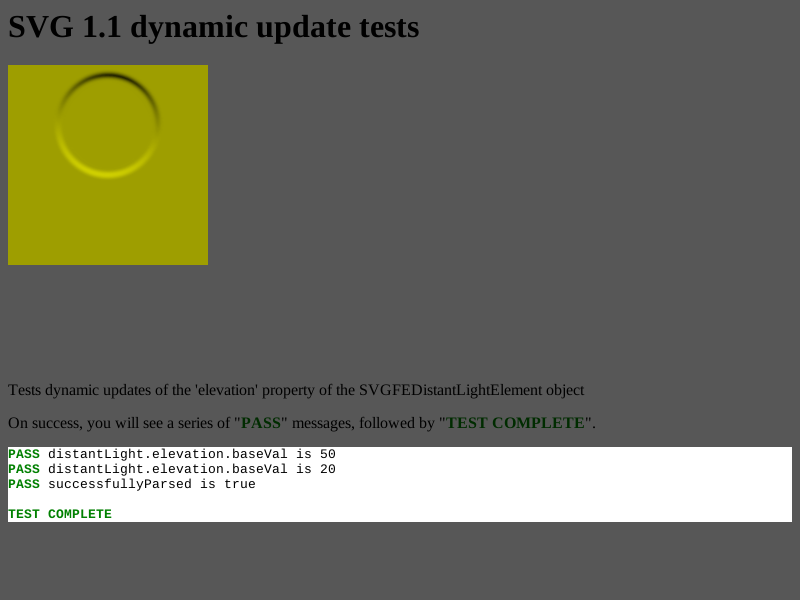 SVG 1.1 dynamic update tests
Tests dynamic updates of the 'elevation' property of the SVGFEDistantLightElement object
On success, you will see a series of "PASS" messages, followed by "TEST COMPLETE".
PASS distantLight.elevation.baseVal is 50
PASS distantLight.elevation.baseVal is 20
PASS successfullyParsed is true
TEST COMPLETE